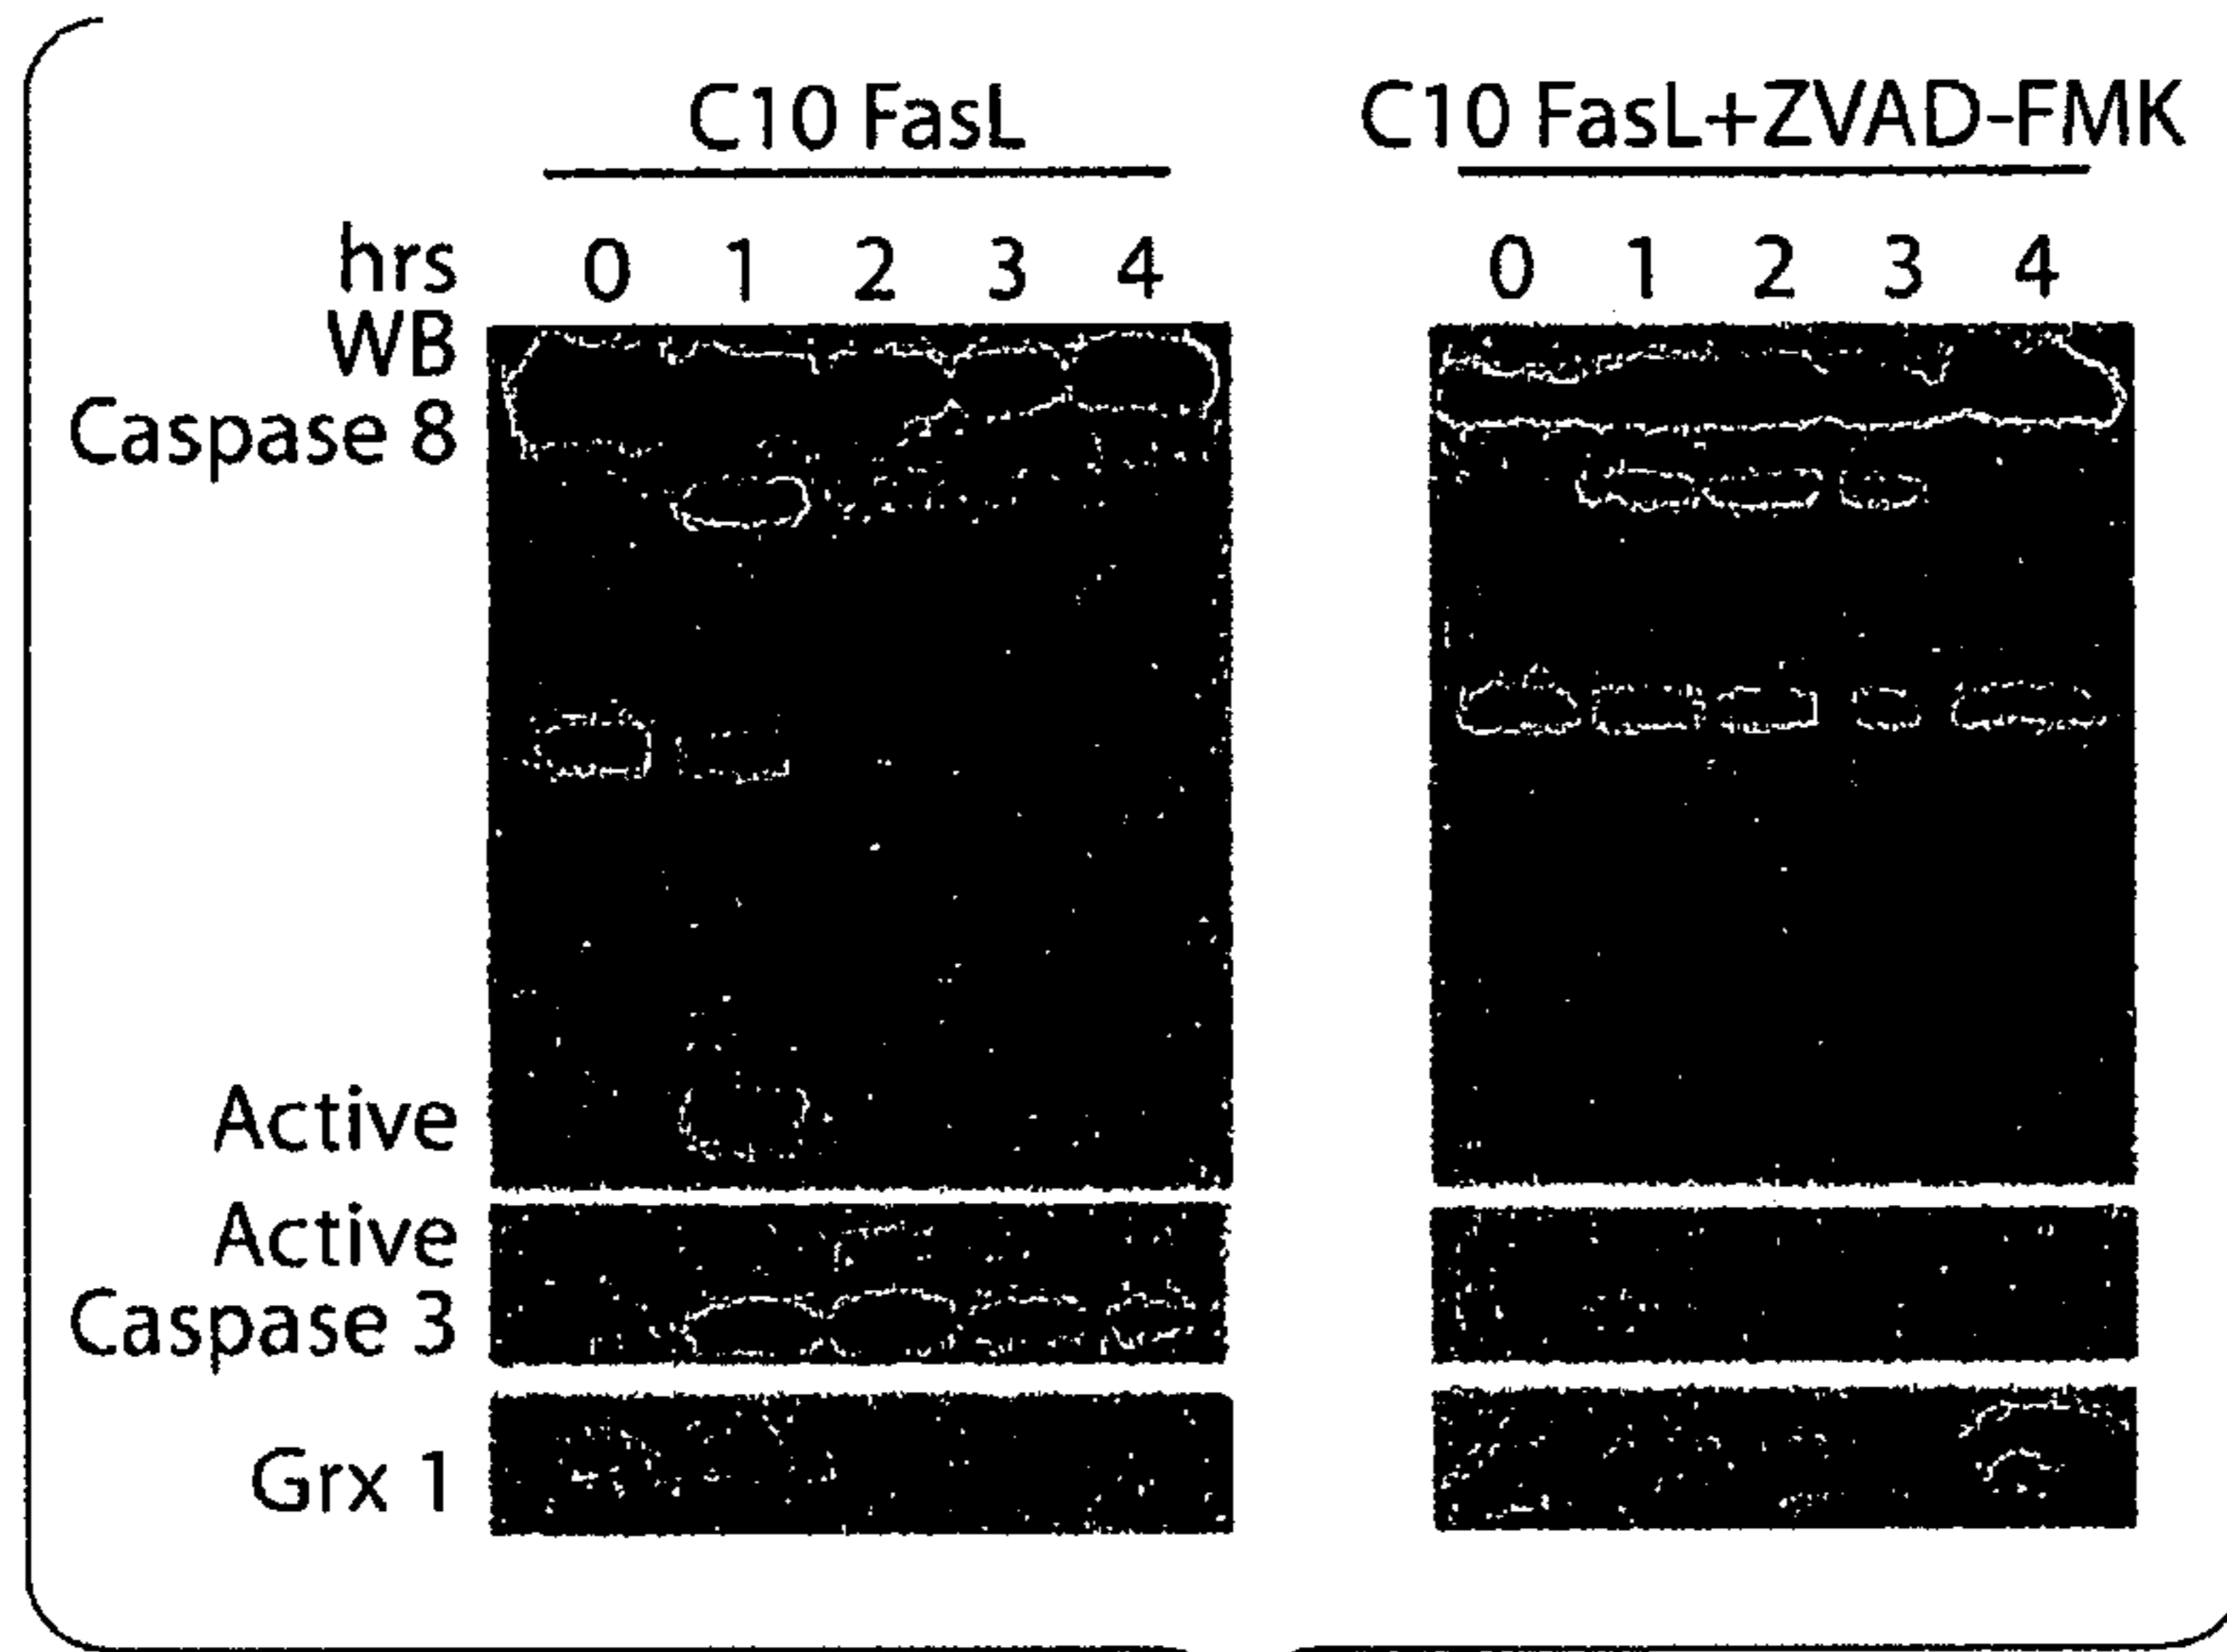 C10 FasL C10 FasL+ZVAD-FMK
hrs 0 1 2 3 4 0 1 2 3 4
WB
Caspase 8
Active
Active
Caspase 3
Grx 1